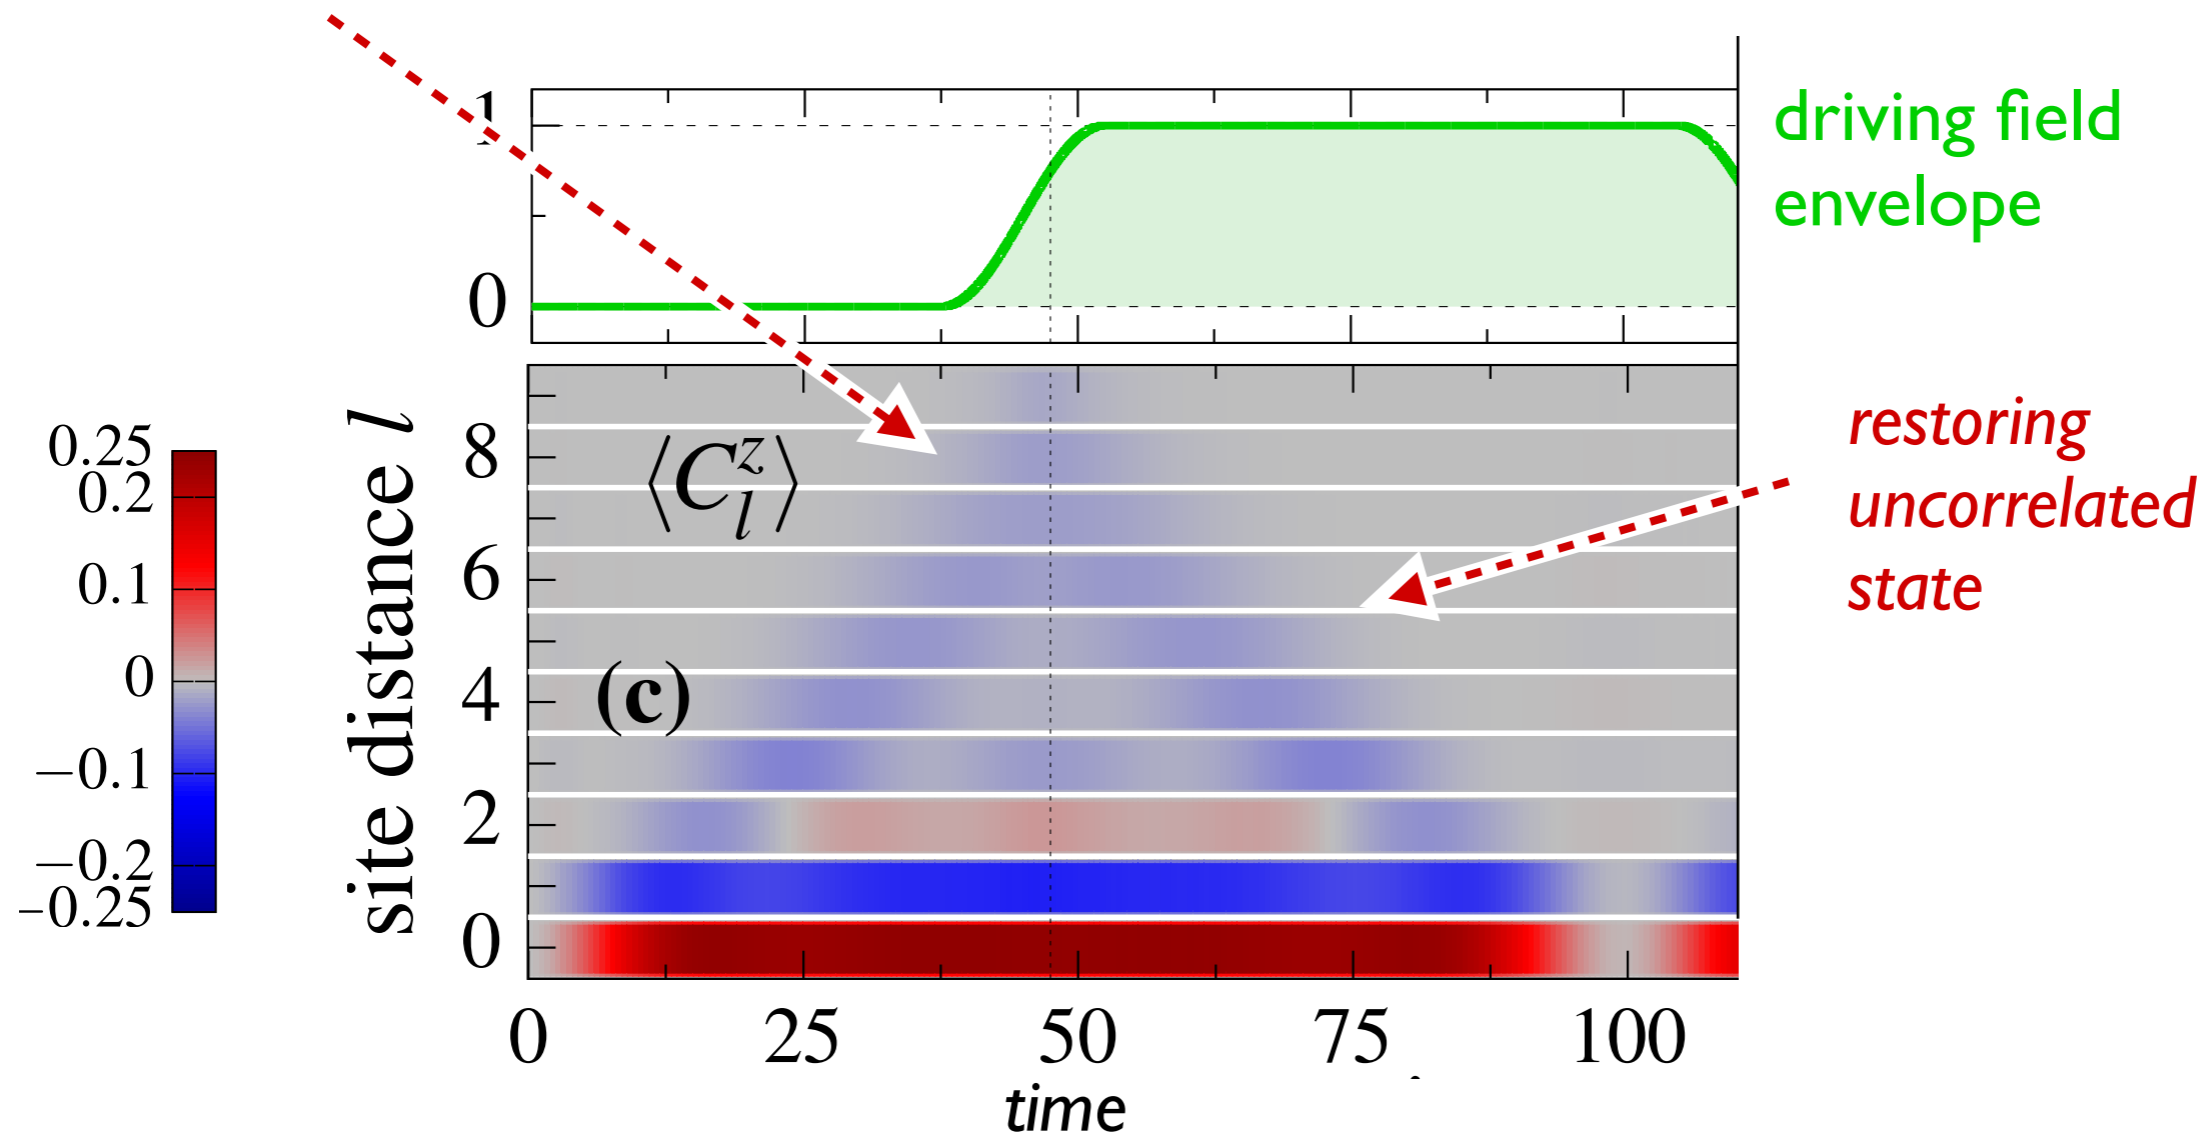 1
0
driving field
envelope
0.25
0.2
0.1
0
−0.1
−0.2
−0.25
site distance l
8
6
4
2
0
⟨C_l^z⟩
(c)
restoring
uncorrelated
state
0 25 50 75 100
time